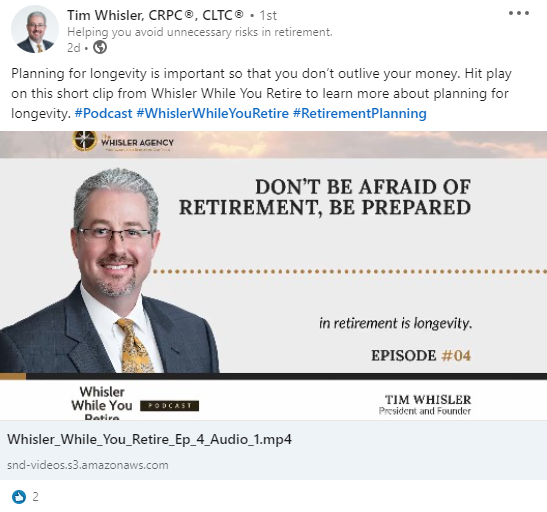 Tim Whisler, CRPC®, CLTC® • 1st
Helping you avoid unnecessary risks in retirement.
2d •
Planning for longevity is important so that you don't outlive your money. Hit play
on this short clip from Whisler While You Retire to learn more about planning for
longevity. #Podcast #WhislerWhileYouRetire #RetirementPlanning
WHISLER AGENCY
DON'T BE AFRAID OF
RETIREMENT, BE PREPARED
in retirement is longevity.
EPISODE #04
Whisler
While You
Retire
PODCAST
TIM WHISLER
President and Founder
Whisler_While_You_Retire_Ep_4_Audio_1.mp4
snd-videos.s3.amazonaws.com
2